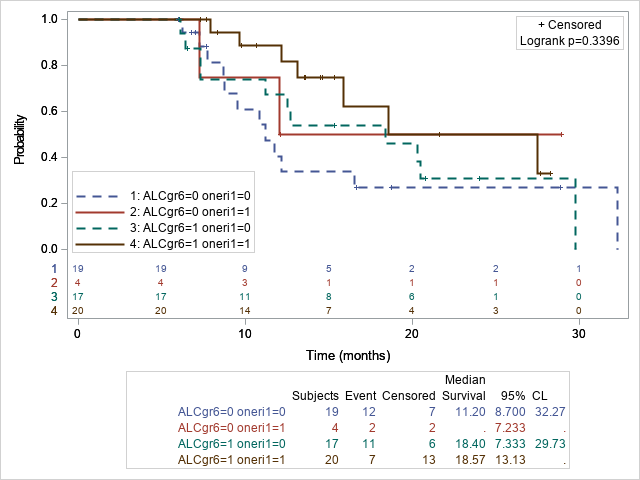 1.0
0.8
0.6
0.4
0.2
0.0
Probability
+ Censored
Logrank p=0.3396
1: ALCgr6=0 oneri1=0
2: ALCgr6=0 oneri1=1
3: ALCgr6=1 oneri1=0
4: ALCgr6=1 oneri1=1
1 19 19 9 5 2 2 1
2 4 4 3 1 1 1 0
3 17 17 11 8 6 1 0
4 20 20 14 7 4 3 0
0 10 20 30
Time (months)
Median
Subjects Event Censored Survival 95% CL
ALCgr6=0 oneri1=0 19 12 7 11.20 8.700 32.27
ALCgr6=0 oneri1=1 4 2 2 . 7.233 .
ALCgr6=1 oneri1=0 17 11 6 18.40 7.333 29.73
ALCgr6=1 oneri1=1 20 7 13 18.57 13.13 .